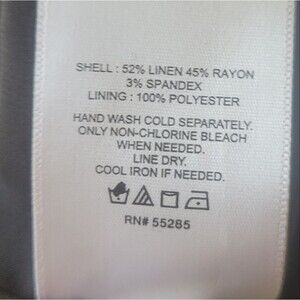 SHELL : 52% LINEN 45% RAYON
3% SPANDEX
LINING : 100% POLYESTER
HAND WASH COLD SEPARATELY.
ONLY NON-CHLORINE BLEACH
WHEN NEEDED.
LINE DRY.
COOL IRON IF NEEDED.
RN# 55285